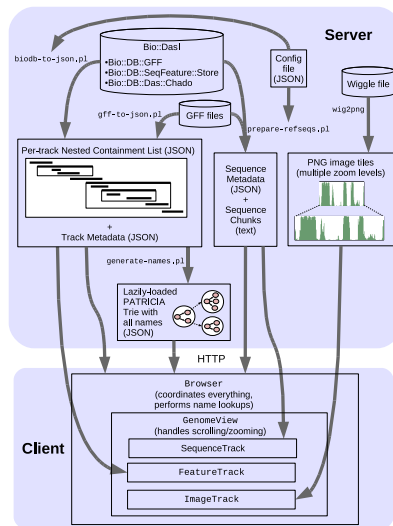 Server
Bio::DasI
•Bio::DB::GFF
•Bio::DB::SeqFeature::Store
•Bio::DB::Das::Chado
biodb-to-json.pl
Config
file
(JSON)
Wiggle file
gff-to-json.pl
GFF files
prepare-refseqs.pl
wig2png
Per-track Nested Containment List (JSON)
+
Track Metadata (JSON)
Sequence
Metadata
(JSON)
+
Sequence
Chunks
(text)
PNG image tiles
(multiple zoom levels)
generate-names.pl
Lazily-loaded
PATRICIA
Trie with
all names
(JSON)
HTTP
Client
Browser
(coordinates everything,
performs name lookups)
GenomeView
(handles scrolling/zooming)
SequenceTrack
FeatureTrack
ImageTrack